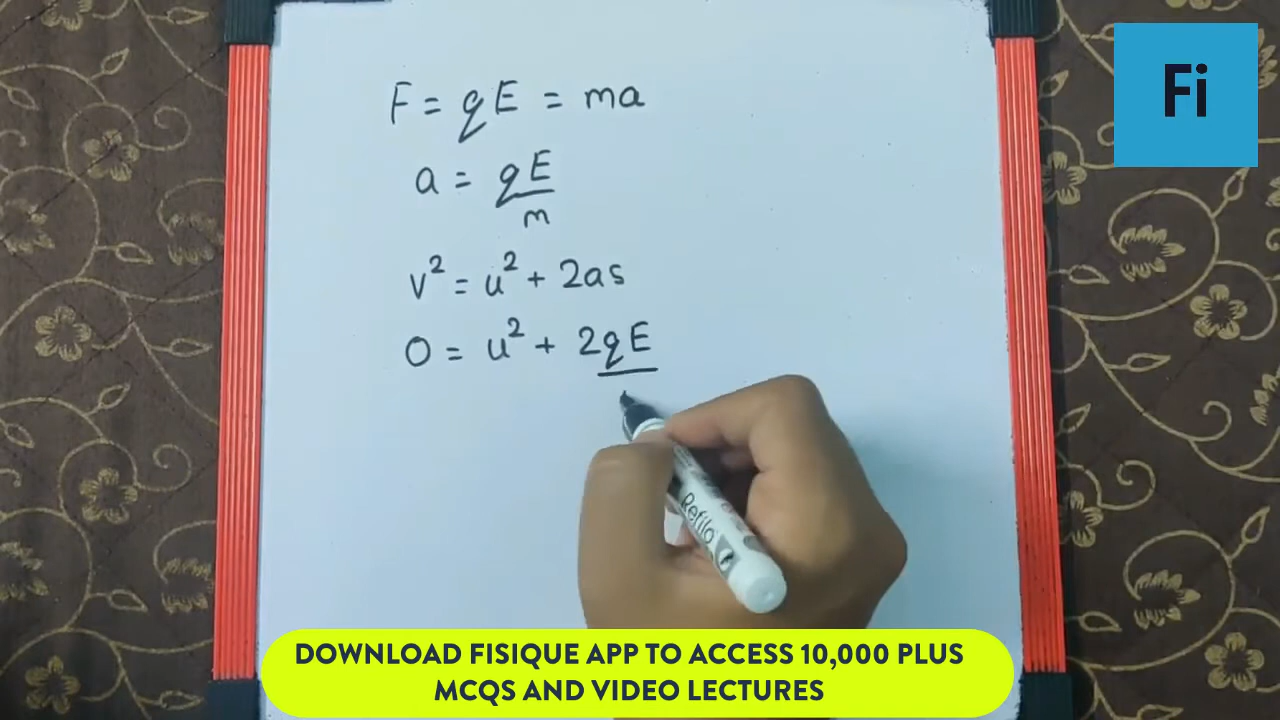 F = qE = ma
Fi
a = qE/m
v² = u² + 2as
0 = u² + 2qE
Refilo
DOWNLOAD FISIQUE APP TO ACCESS 10,000 PLUS
MCQS AND VIDEO LECTURES